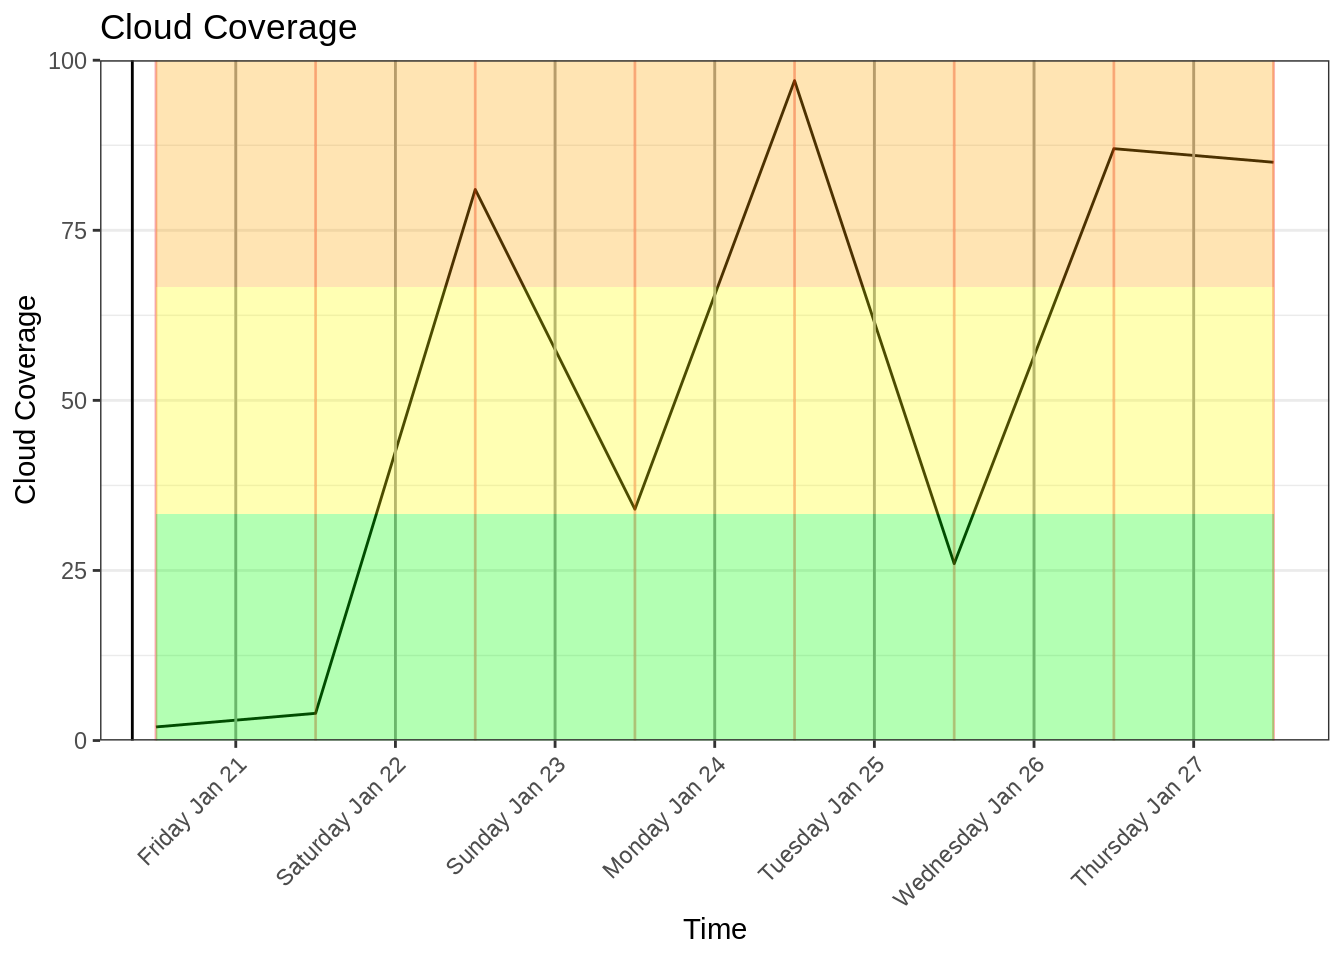 Cloud Coverage
100
75
50
25
0
Cloud Coverage
Friday Jan 21
Saturday Jan 22
Sunday Jan 23
Monday Jan 24
Tuesday Jan 25
Wednesday Jan 26
Thursday Jan 27
Time